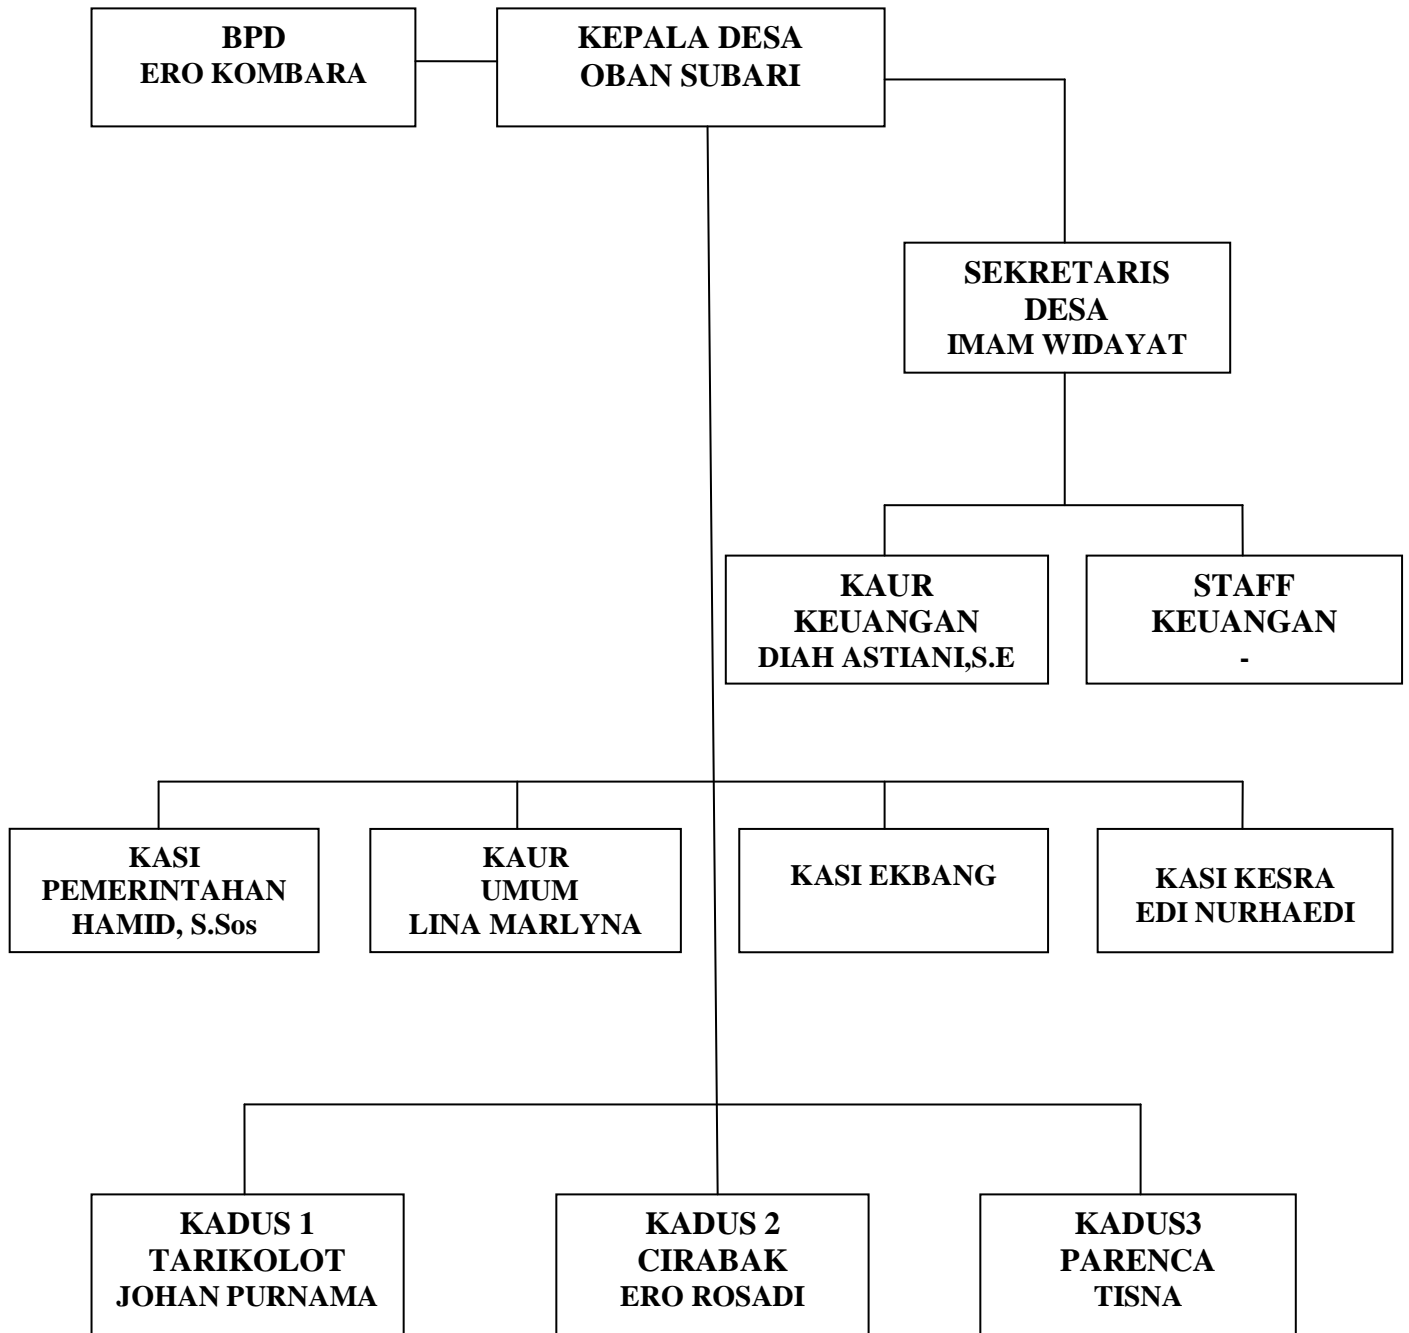 BPD
ERO KOMBARA
KEPALA DESA
OBAN SUBARI
SEKRETARIS
DESA
IMAM WIDAYAT
KAUR
KEUANGAN
DIAH ASTIANI,S.E
STAFF
KEUANGAN
-
KASI
PEMERINTAHAN
HAMID, S.Sos
KAUR
UMUM
LINA MARLYNA
KASI EKBANG
KASI KESRA
EDI NURHAEDI
KADUS 1
TARIKOLOT
JOHAN PURNAMA
KADUS 2
CIRABAK
ERO ROSADI
KADUS3
PARENCA
TISNA